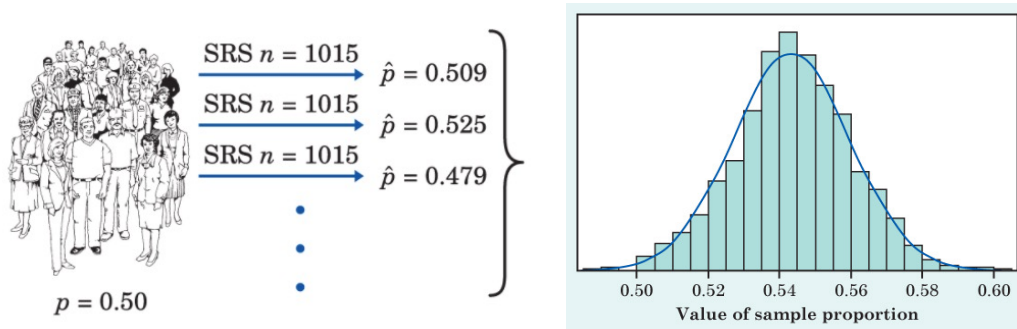 SRS n = 1015
p̂ = 0.509
SRS n = 1015
p̂ = 0.525
SRS n = 1015
p̂ = 0.479
p = 0.50
0.50 0.52 0.54 0.56 0.58 0.60
Value of sample proportion